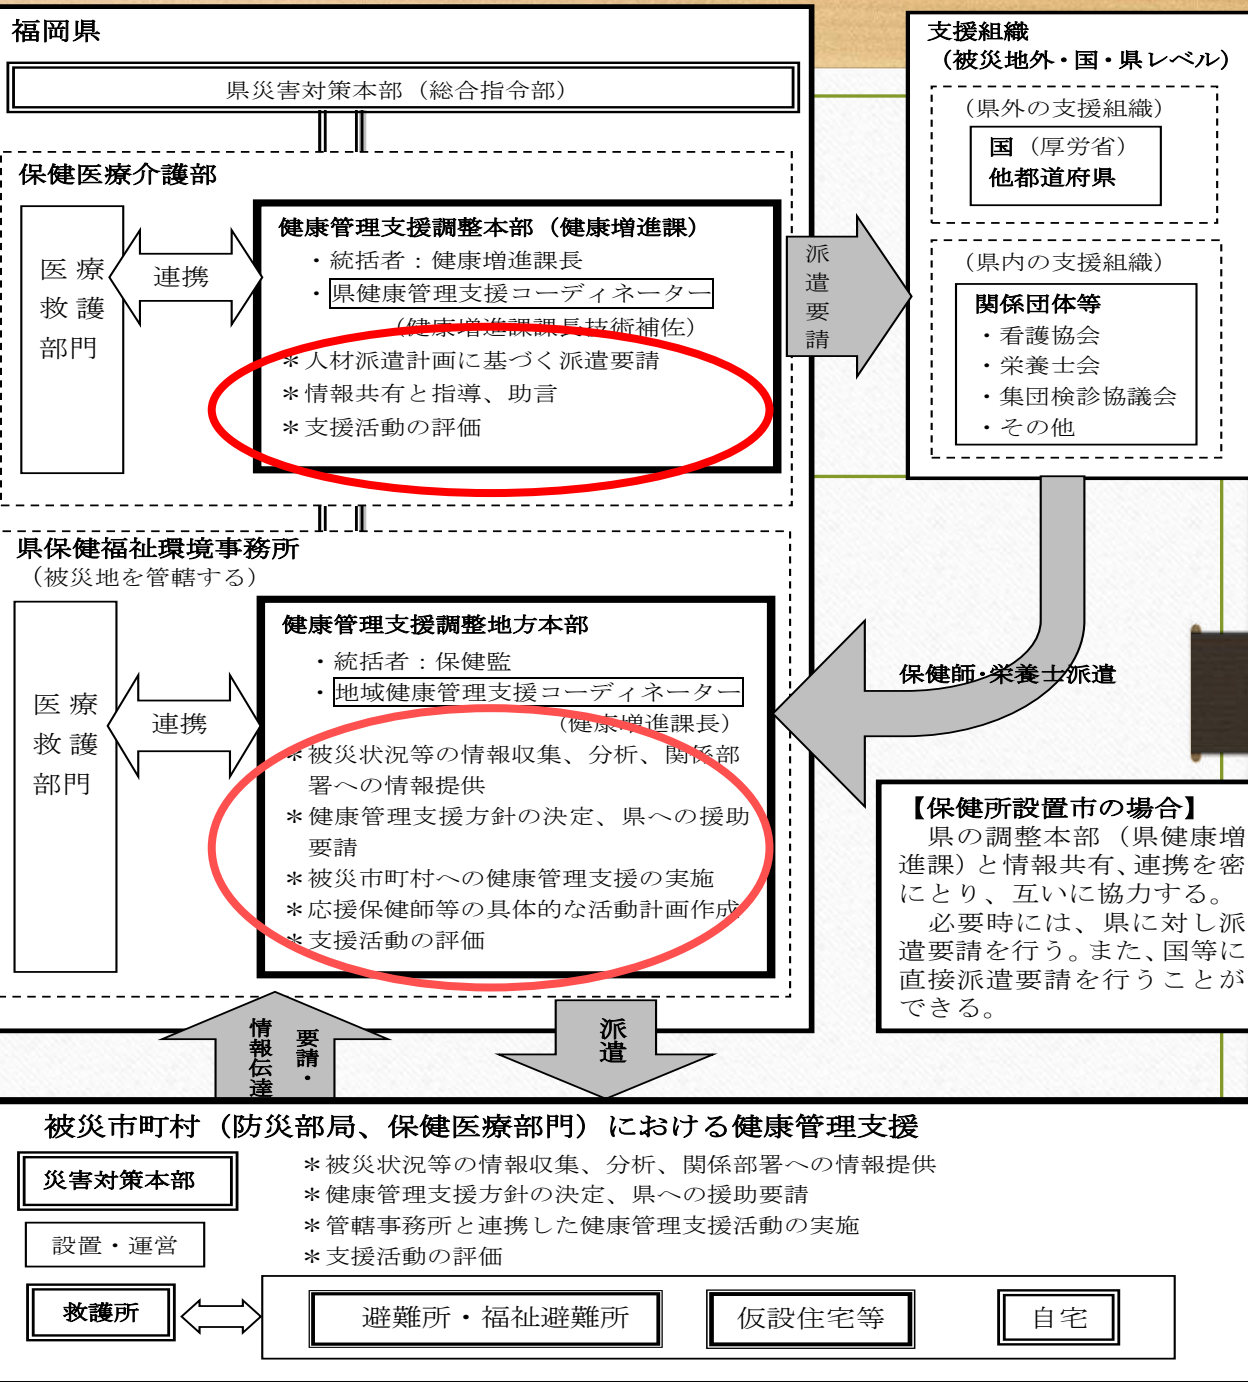 福岡県
県災害対策本部（総合指令部）
保健医療介護部
医療
救護
部門
連携
健康管理支援調整本部（健康増進課）
・統括者：健康増進課長
・県健康管理支援コーディネーター
（健康増進課課長技術補佐）
＊人材派遣計画に基づく派遣要請
＊情報共有と指導、助言
＊支援活動の評価
派遣要請
支援組織
（被災地外・国・県レベル）
（県外の支援組織）
国（厚労省）
他都道府県
（県内の支援組織）
関係団体等
・看護協会
・栄養士会
・集団検診協議会
・その他
県保健福祉環境事務所
（被災地を管轄する）
医療
救護
部門
連携
健康管理支援調整地方本部
・統括者：保健監
・地域健康管理支援コーディネーター
（健康増進課長）
＊被災状況等の情報収集、分析、関係部
署への情報提供
＊健康管理支援方針の決定、県への援助
要請
＊被災市町村への健康管理支援の実施
＊応援保健師等の具体的な活動計画作成
＊支援活動の評価
保健師・栄養士派遣
【保健所設置市の場合】
県の調整本部（県健康増
進課）と情報共有、連携を密
にとり、互いに協力する。
必要時には、県に対し派
遣要請を行う。また、国等に
直接派遣要請を行うことが
できる。
要請・
情報伝達
派遣
被災市町村（防災部局、保健医療部門）における健康管理支援
災害対策本部
設置・運営
救護所
＊被災状況等の情報収集、分析、関係部署への情報提供
＊健康管理支援方針の決定、県への援助要請
＊管轄事務所と連携した健康管理支援活動の実施
＊支援活動の評価
避難所・福祉避難所
仮設住宅等
自宅